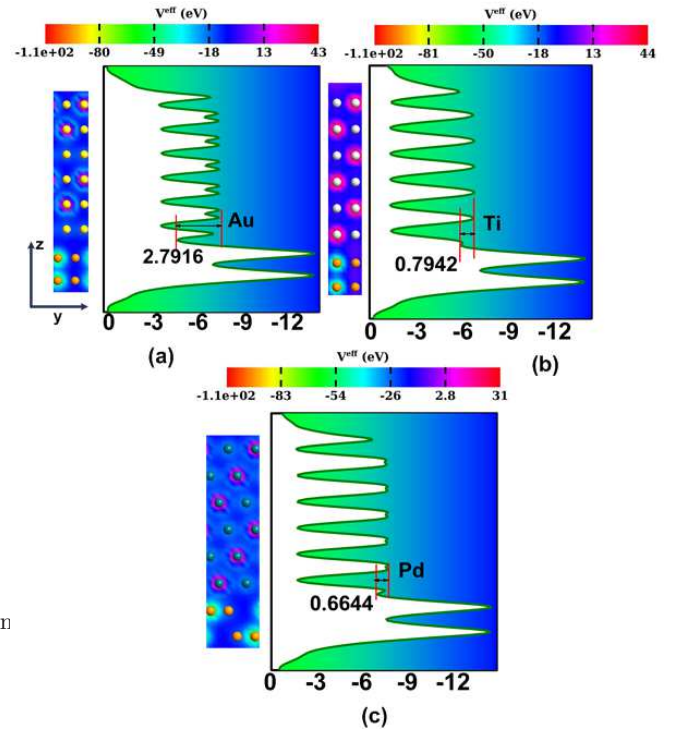 V^eff (eV)
-1.1e+02 -80 -49 -18 13 43
V^eff (eV)
-1.1e+02 -81 -50 -18 13 44
Au
2.7916
z
y
0 -3 -6 -9 -12
(a)
Ti
0.7942
0 -3 -6 -9 -12
(b)
V^eff (eV)
-1.1e+02 -83 -54 -26 2.8 31
Pd
0.6644
0 -3 -6 -9 -12
(c)